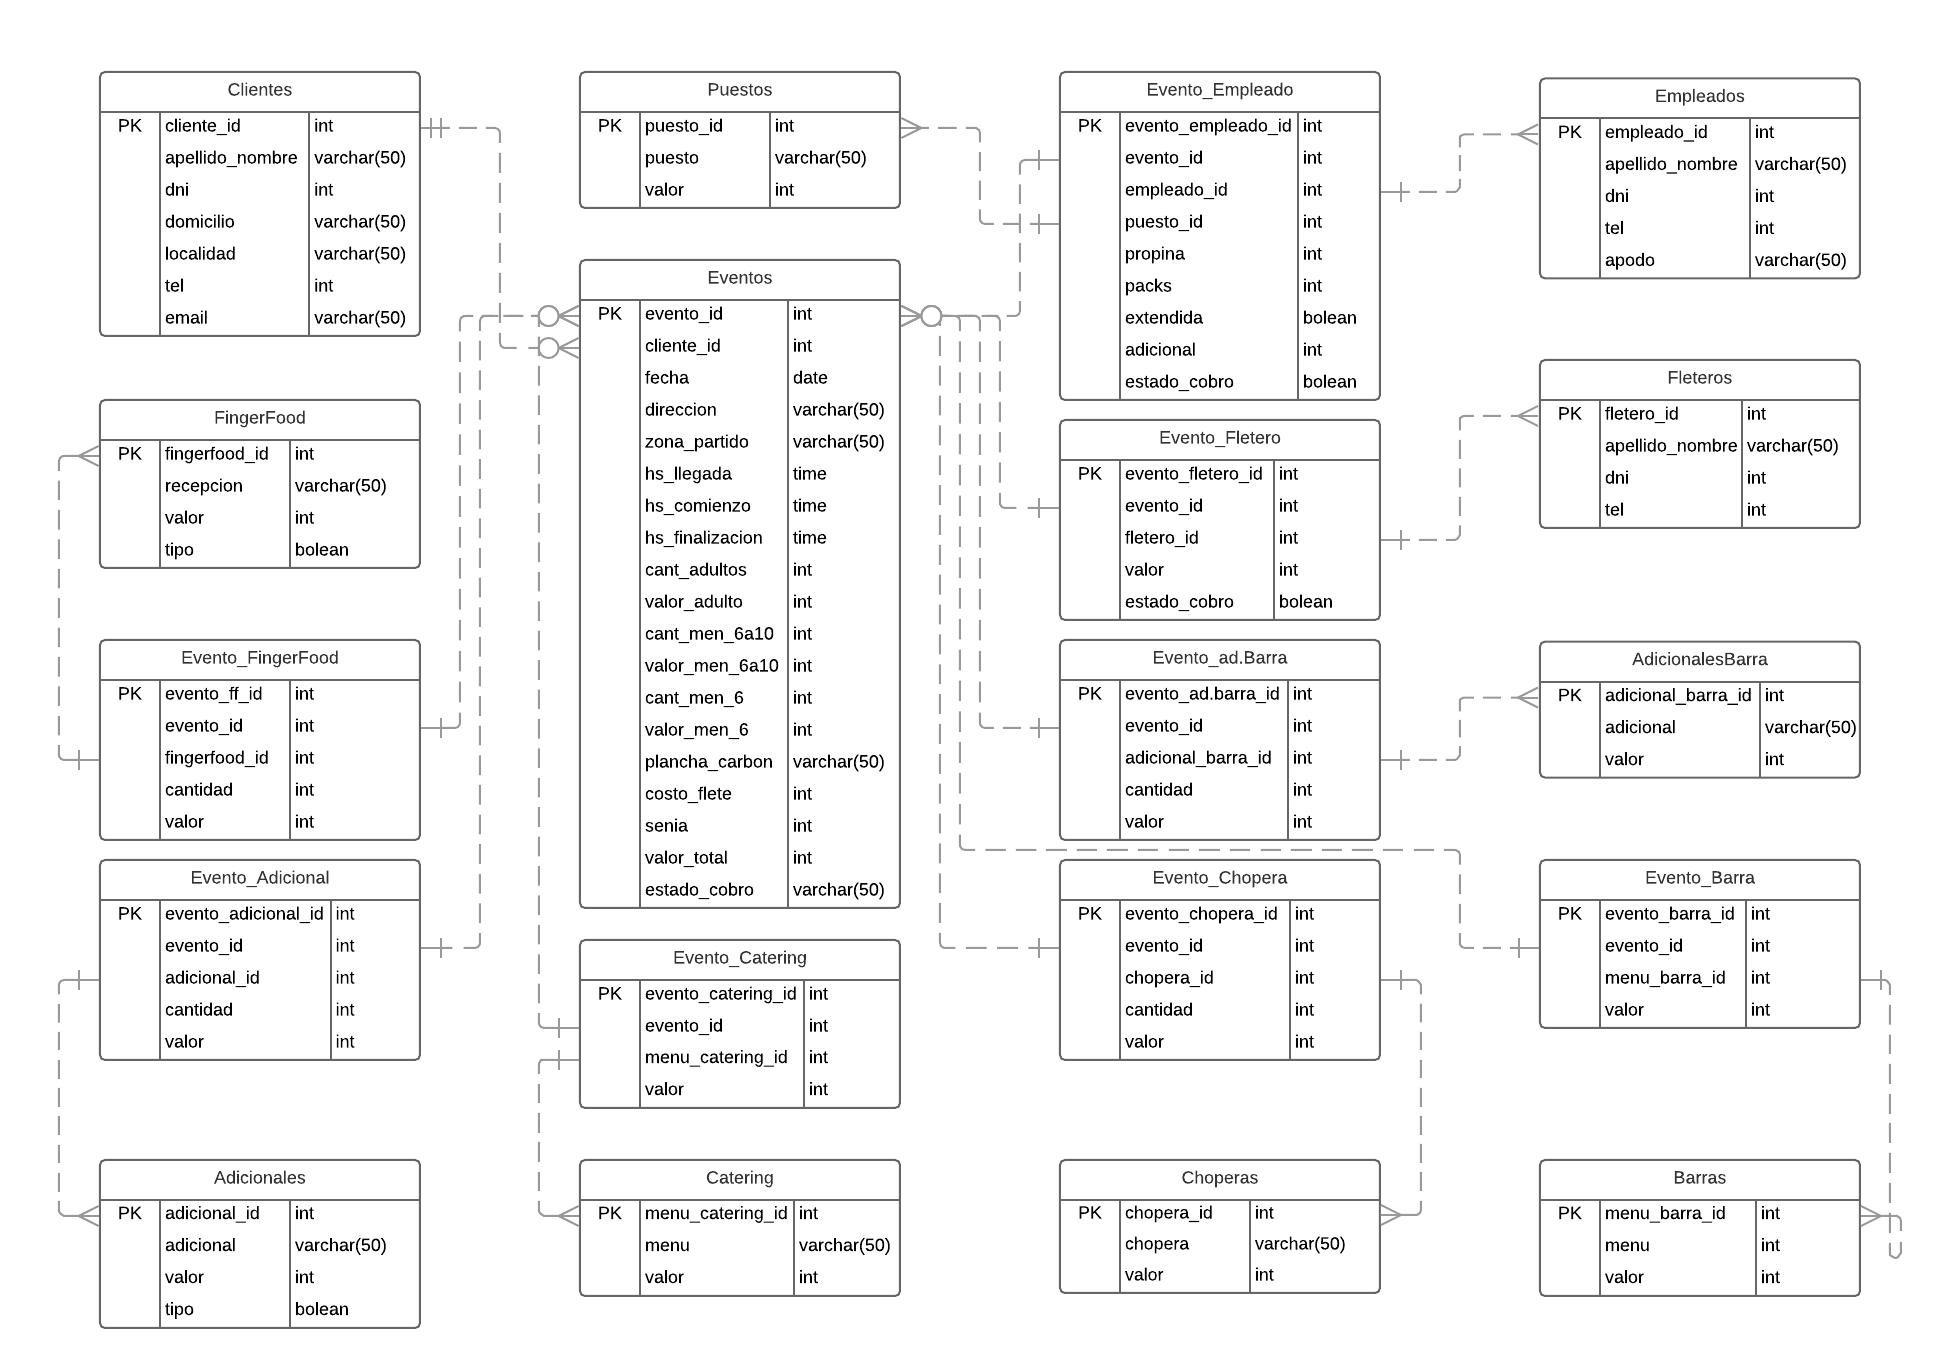 Clientes
PK cliente_id int
apellido_nombre varchar(50)
dni int
domicilio varchar(50)
localidad varchar(50)
tel int
email varchar(50)
Puestos
PK puesto_id int
puesto varchar(50)
valor int
Evento_Empleado
PK evento_empleado_id int
evento_id int
empleado_id int
puesto_id int
propina int
packs int
extendida bolean
adicional int
estado_cobro bolean
Empleados
PK empleado_id int
apellido_nombre varchar(50)
dni int
tel int
apodo varchar(50)
Eventos
PK evento_id int
cliente_id int
fecha date
direccion varchar(50)
zona_partido varchar(50)
hs_llegada time
hs_comienzo time
hs_finalizacion time
cant_adultos int
valor_adulto int
cant_men_6a10 int
valor_men_6a10 int
cant_men_6 int
valor_men_6 int
plancha_carbon varchar(50)
costo_flete int
senia int
valor_total int
estado_cobro varchar(50)
Fleteros
PK fletero_id int
apellido_nombre varchar(50)
dni int
tel int
FingerFood
PK fingerfood_id int
recepcion varchar(50)
valor int
tipo bolean
Evento_Fletero
PK evento_fletero_id int
evento_id int
fletero_id int
valor int
estado_cobro bolean
Evento_FingerFood
PK evento_ff_id int
evento_id int
fingerfood_id int
cantidad int
valor int
Evento_ad.Barra
PK evento_ad.barra_id int
evento_id int
adicional_barra_id int
cantidad int
valor int
AdicionalesBarra
PK adicional_barra_id int
adicional varchar(50)
valor int
Evento_Adicional
PK evento_adicional_id int
evento_id int
adicional_id int
cantidad int
valor int
Evento_Catering
PK evento_catering_id int
evento_id int
menu_catering_id int
valor int
Evento_Chopera
PK evento_chopera_id int
evento_id int
chopera_id int
cantidad int
valor int
Evento_Barra
PK evento_barra_id int
evento_id int
menu_barra_id int
valor int
Adicionales
PK adicional_id int
adicional varchar(50)
valor int
tipo bolean
Catering
PK menu_catering_id int
menu varchar(50)
valor int
Choperas
PK chopera_id int
chopera varchar(50)
valor int
Barras
PK menu_barra_id int
menu int
valor int